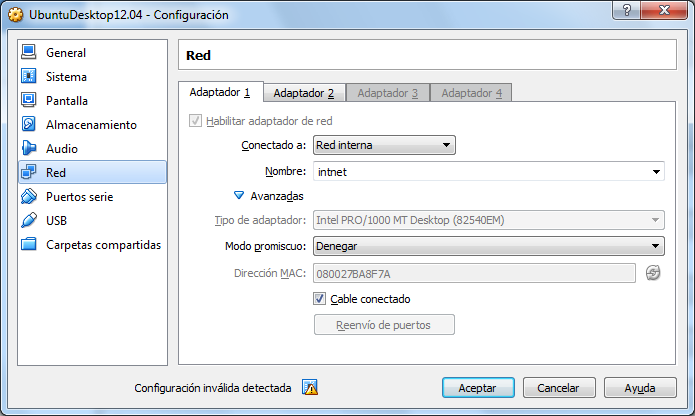 UbuntuDesktop12.04 - Configuración
General
Sistema
Pantalla
Almacenamiento
Audio
Red
Puertos serie
USB
Carpetas compartidas
Red
Adaptador 1 Adaptador 2 Adaptador 3 Adaptador 4
Habilitar adaptador de red
Conectado a: Red interna
Nombre: intnet
Avanzadas
Tipo de adaptador: Intel PRO/1000 MT Desktop (82540EM)
Modo promiscuo: Denegar
Dirección MAC: 080027BA8F7A
Cable conectado
Reenvío de puertos
Configuración inválida detectada Aceptar Cancelar Ayuda